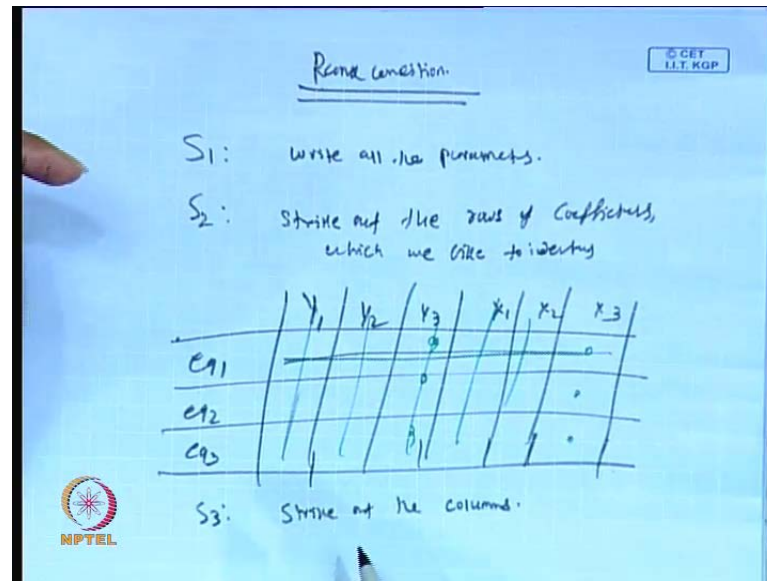 Rank condition.
© CET
I.I.T. KGP
S1: Write all the parameters.
S2: Strike out the rows of Coefficients,
which we like to identify
Y1 Y2 Y3 X1 X2 X3
eq1
eq2
eq3
S3: Strike out the columns.
NPTEL